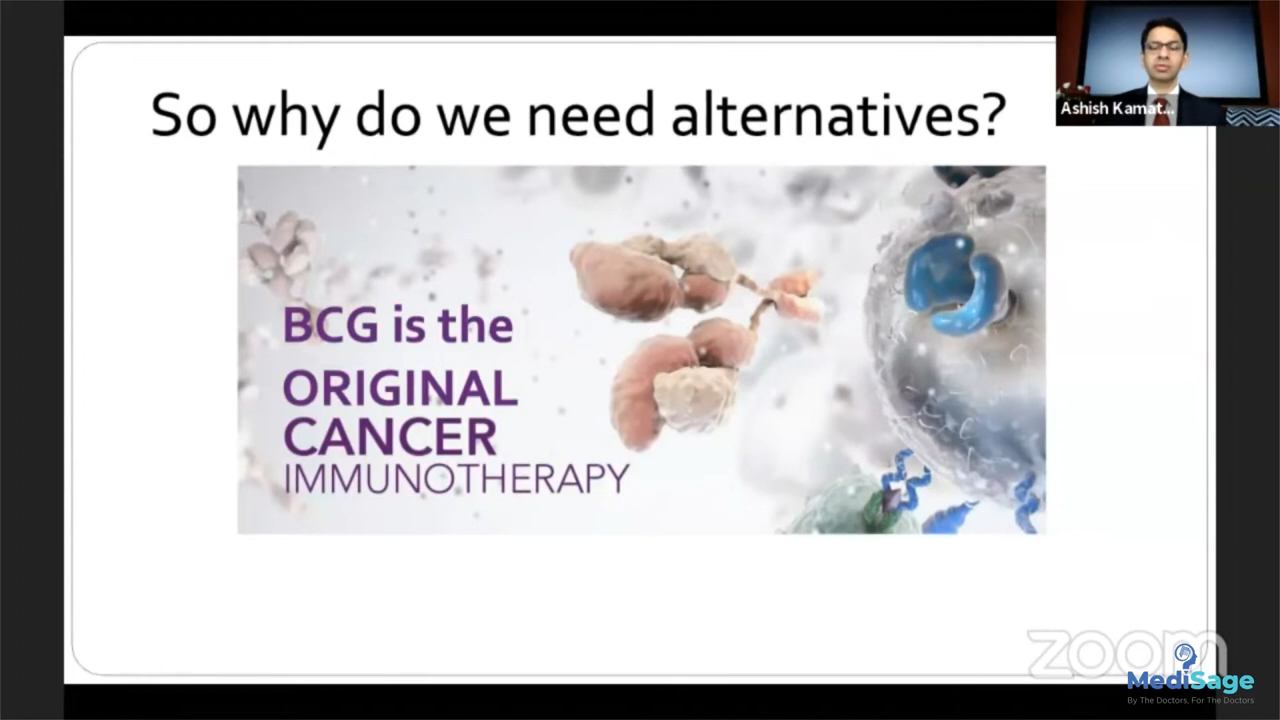 So why do we need alternatives?
Ashish Kamat...
BCG is the
ORIGINAL
CANCER
IMMUNOTHERAPY
zoom
MediSage
By The Doctors, For The Doctors